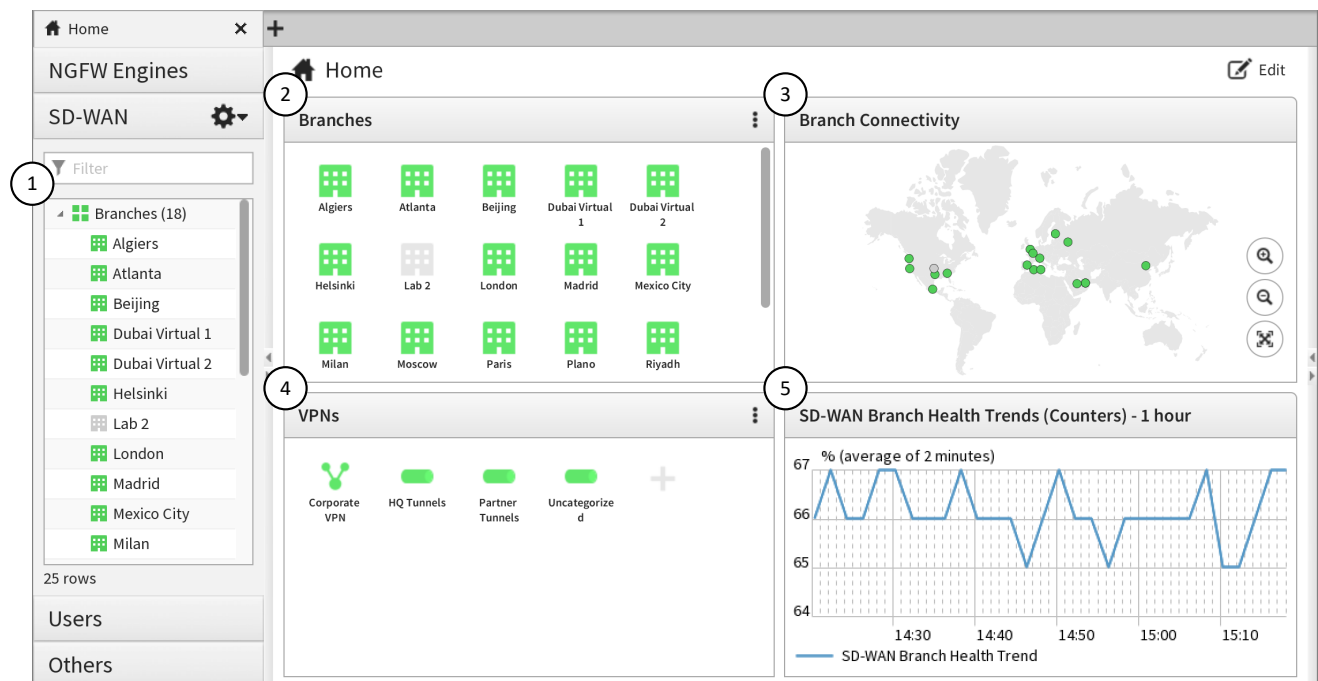 Home
NGFW Engines
SD-WAN
1
Filter
Branches (18)
Algiers
Atlanta
Beijing
Dubai Virtual 1
Dubai Virtual 2
Helsinki
Lab 2
London
Madrid
Mexico City
Milan
25 rows
Users
Others
Home
Edit
2
Branches
Algiers
Atlanta
Beijing
Dubai Virtual
1
Dubai Virtual
2
Helsinki
Lab 2
London
Madrid
Mexico City
Milan
Moscow
Paris
Plano
Riyadh
3
Branch Connectivity
4
VPNs
Corporate
VPN
HQ Tunnels
Partner
Tunnels
Uncategorize
d
5
SD-WAN Branch Health Trends (Counters) - 1 hour
% (average of 2 minutes)
67
66
65
64
14:30 14:40 14:50 15:00 15:10
SD-WAN Branch Health Trend